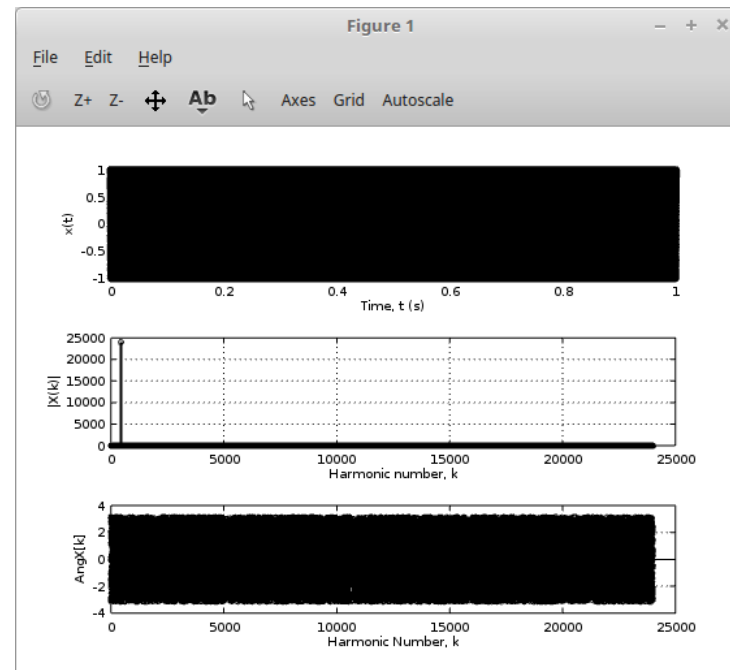 Figure 1
File Edit Help
Z+ Z- Ab Axes Grid Autoscale
1
0.5
0
-0.5
-1
x(t)
0 0.2 0.4 0.6 0.8 1
Time, t (s)
25000
20000
15000
10000
5000
0
|X(k)|
0 5000 10000 15000 20000 25000
Harmonic number, k
4
2
0
-2
-4
AngX[k]
0 5000 10000 15000 20000 25000
Harmonic Number, k